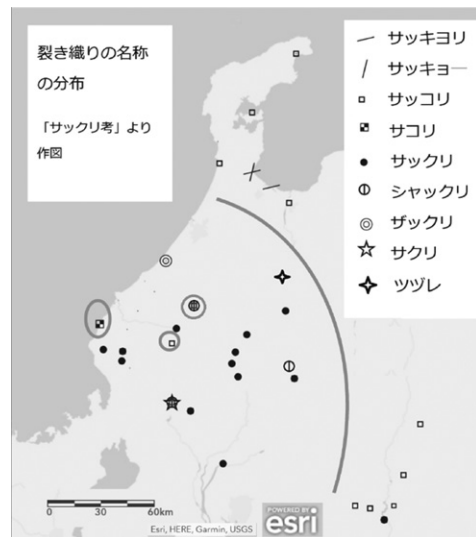 裂き織りの名称
の分布
「サックリ考」より
作図
サッキヨリ
サッキョ―
サッコリ
サコリ
サックリ
シャックリ
ザックリ
サクリ
ツヅレ
0
30
60km
POWERED BY
esri
Esri, HERE, Garmin, USGS